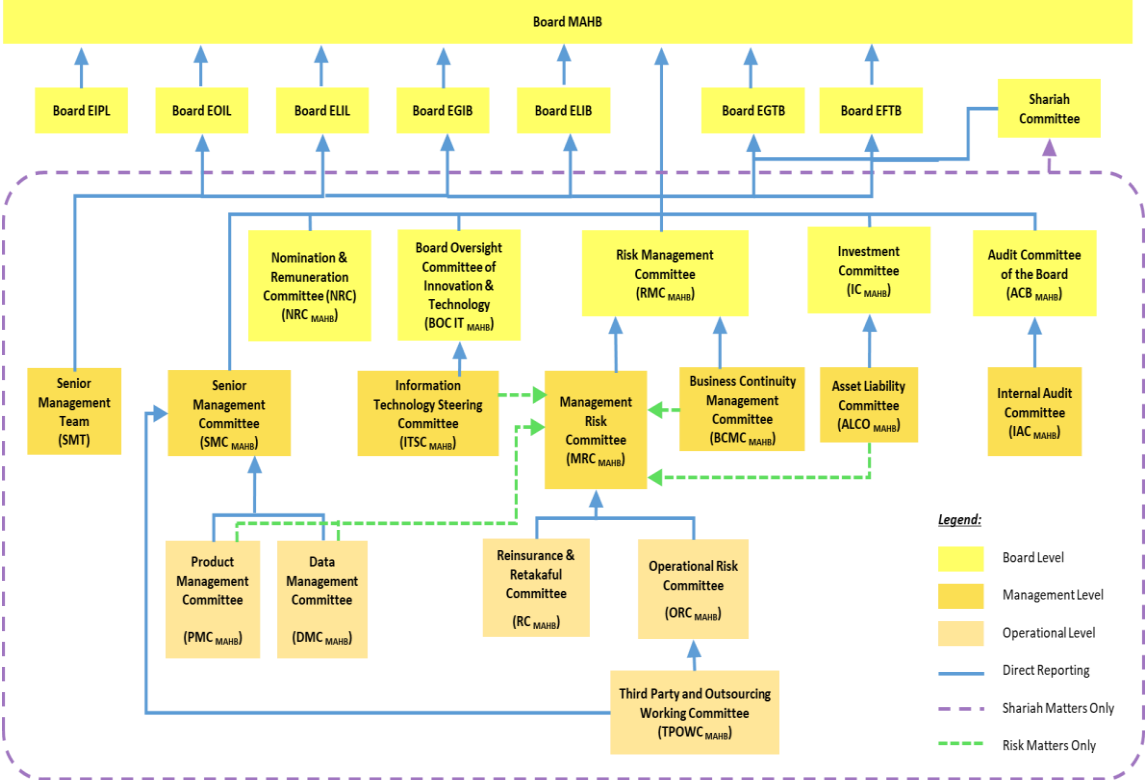 Board MAHB
Board EIPL
Board EOIL
Board ELIL
Board EGIB
Board ELIB
Board EGTB
Board EFTB
Shariah
Committee
Nomination &
Remuneration
Committee (NRC)
(NRC MAHB)
Board Oversight
Committee of
Innovation &
Technology
(BOC IT MAHB)
Risk Management
Committee
(RMC MAHB)
Investment
Committee
(IC MAHB)
Audit Committee
of the Board
(ACB MAHB)
Senior
Management
Team
(SMT)
Senior
Management
Committee
(SMC MAHB)
Information
Technology Steering
Committee
(ITSC MAHB)
Management
Risk
Committee
(MRC MAHB)
Business Continuity
Management
Committee
(BCMC MAHB)
Asset Liability
Committee
(ALCO MAHB)
Internal Audit
Committee
(IAC MAHB)
Product
Management
Committee
(PMC MAHB)
Data
Management
Committee
(DMC MAHB)
Reinsurance &
Retakaful
Committee
(RC MAHB)
Operational Risk
Committee
(ORC MAHB)
Third Party and Outsourcing
Working Committee
(TPOWC MAHB)
Legend:
Board Level
Management Level
Operational Level
Direct Reporting
Shariah Matters Only
Risk Matters Only